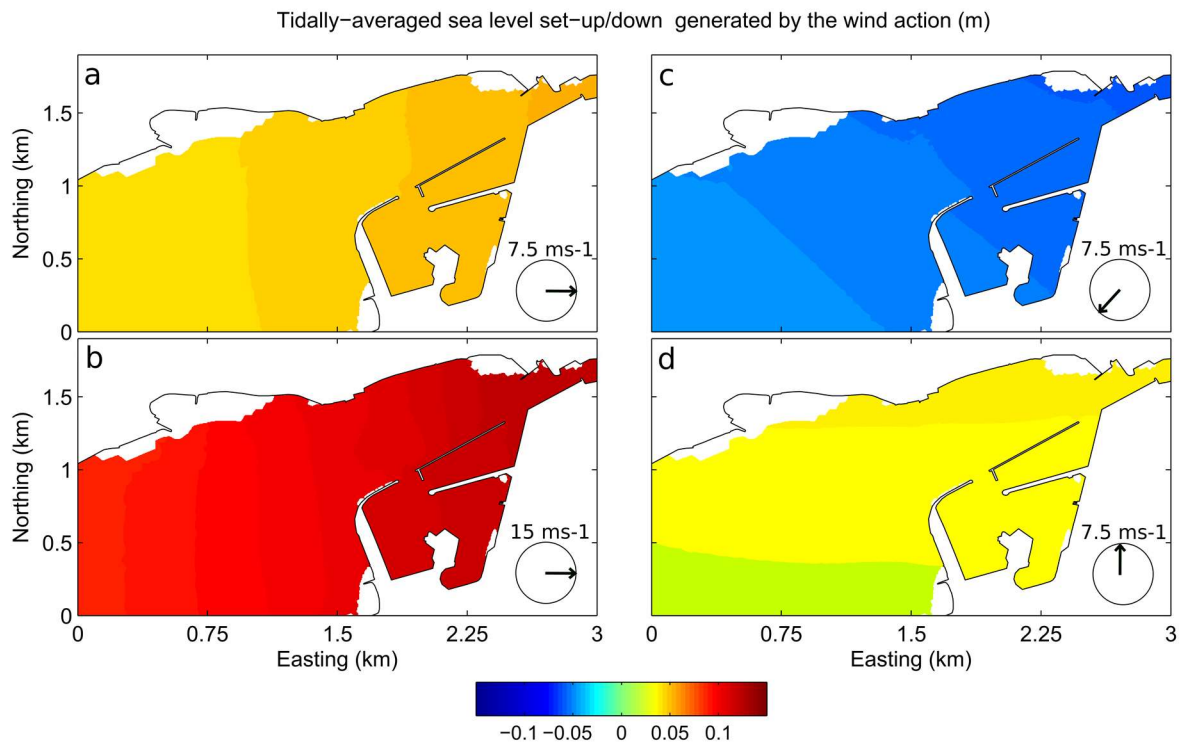 Tidally−averaged sea level set−up/down generated by the wind action (m)
a
c
1.5
1
0.5
0
Northing (km)
7.5 ms-1
7.5 ms-1
b
d
1.5
1
0.5
0
Northing (km)
15 ms-1
7.5 ms-1
0 0.75 1.5 2.25 3
0 0.75 1.5 2.25 3
Easting (km)
Easting (km)
−0.1 −0.05 0 0.05 0.1